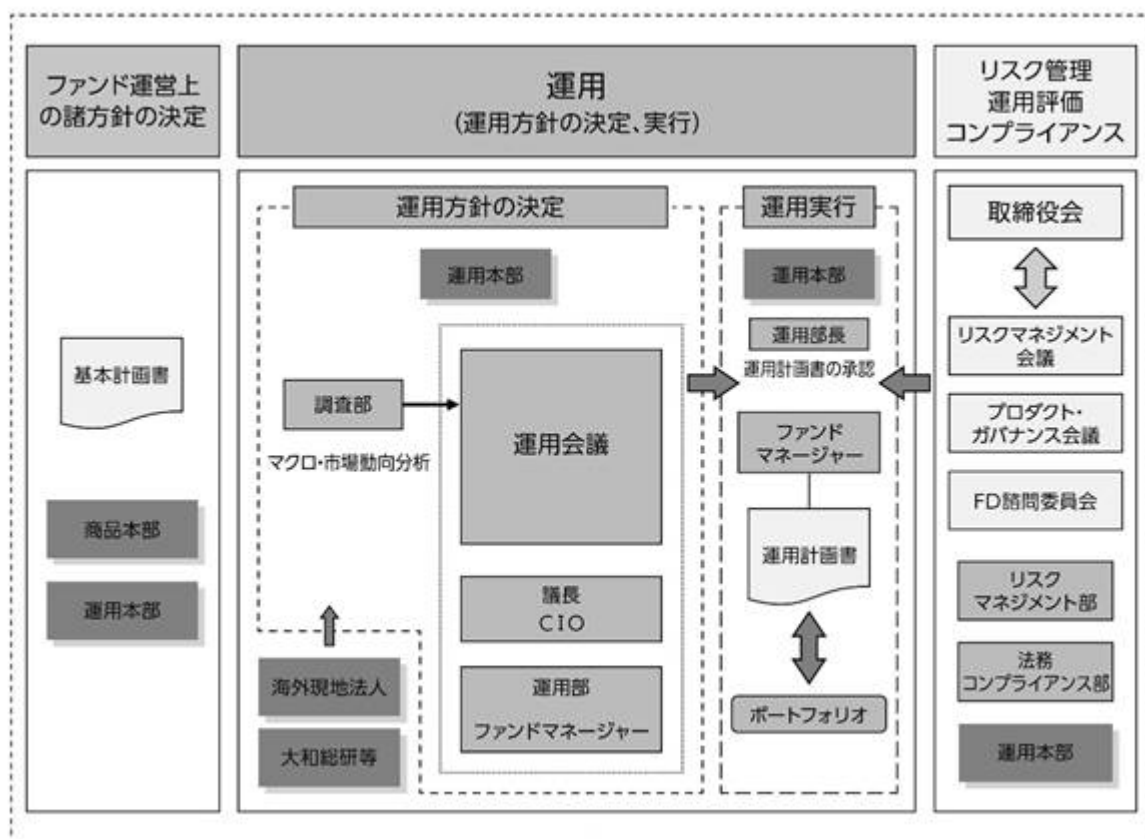 ファンド運営上
の諸方針の決定
運用
(運用方針の決定、実行)
リスク管理
運用評価
コンプライアンス
基本計画書
商品本部
運用本部
運用方針の決定
運用本部
調査部
マクロ・市場動向分析
運用会議
議長
CIO
運用部
ファンドマネージャー
海外現地法人
大和総研等
運用実行
運用本部
運用部長
運用計画書の承認
ファンド
マネージャー
運用計画書
ポートフォリオ
取締役会
リスクマネジメント
会議
プロダクト・
ガバナンス会議
FD諮問委員会
リスク
マネジメント部
法務
コンプライアンス部
運用本部